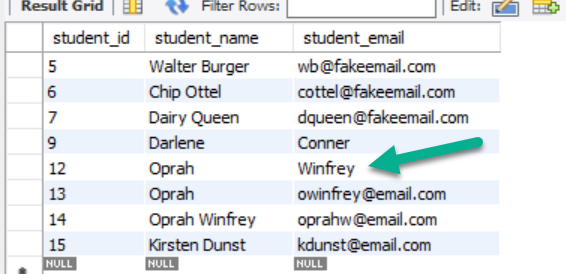 Result Grid Filter Rows: Edit:
student_id student_name student_email
5 Walter Burger wb@fakeemail.com
6 Chip Ottel cottel@fakeemail.com
7 Dairy Queen dqueen@fakeemail.com
9 Darlene Conner
12 Oprah Winfrey
13 Oprah owinfrey@email.com
14 Oprah Winfrey oprahw@email.com
15 Kirsten Dunst kdunst@email.com
NULL NULL NULL